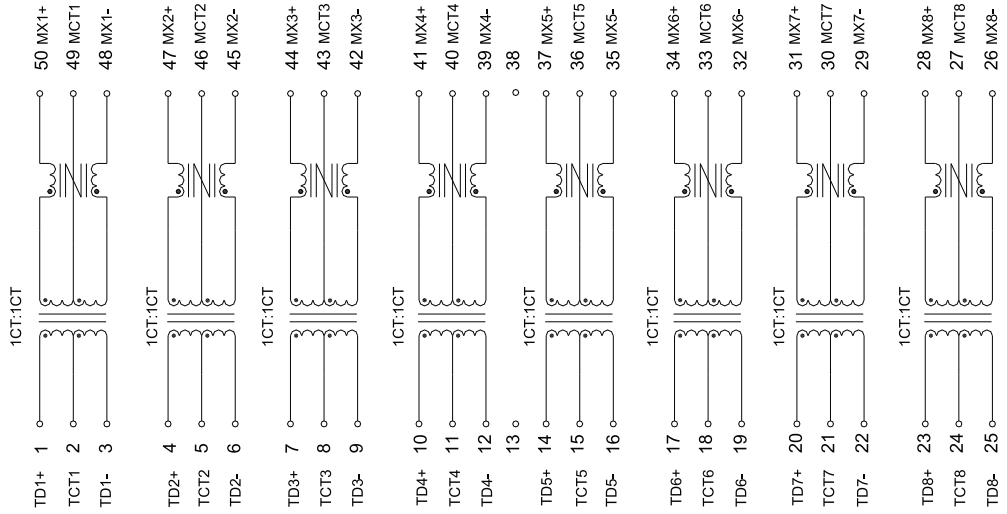 50 MX1+
49 MCT1
48 MX1-
47 MX2+
46 MCT2
45 MX2-
44 MX3+
43 MCT3
42 MX3-
41 MX4+
40 MCT4
39 MX4-
38
37 MX5+
36 MCT5
35 MX5-
34 MX6+
33 MCT6
32 MX6-
31 MX7+
30 MCT7
29 MX7-
28 MX8+
27 MCT8
26 MX8-
1CT:1CT
1CT:1CT
1CT:1CT
1CT:1CT
1CT:1CT
1CT:1CT
1CT:1CT
1CT:1CT
TD1+ 1
TCT1 2
TD1- 3
TD2+ 4
TCT2 5
TD2- 6
TD3+ 7
TCT3 8
TD3- 9
TD4+ 10
TCT4 11
TD4- 12
13
TD5+ 14
TCT5 15
TD5- 16
TD6+ 17
TCT6 18
TD6- 19
TD7+ 20
TCT7 21
TD7- 22
TD8+ 23
TCT8 24
TD8- 25